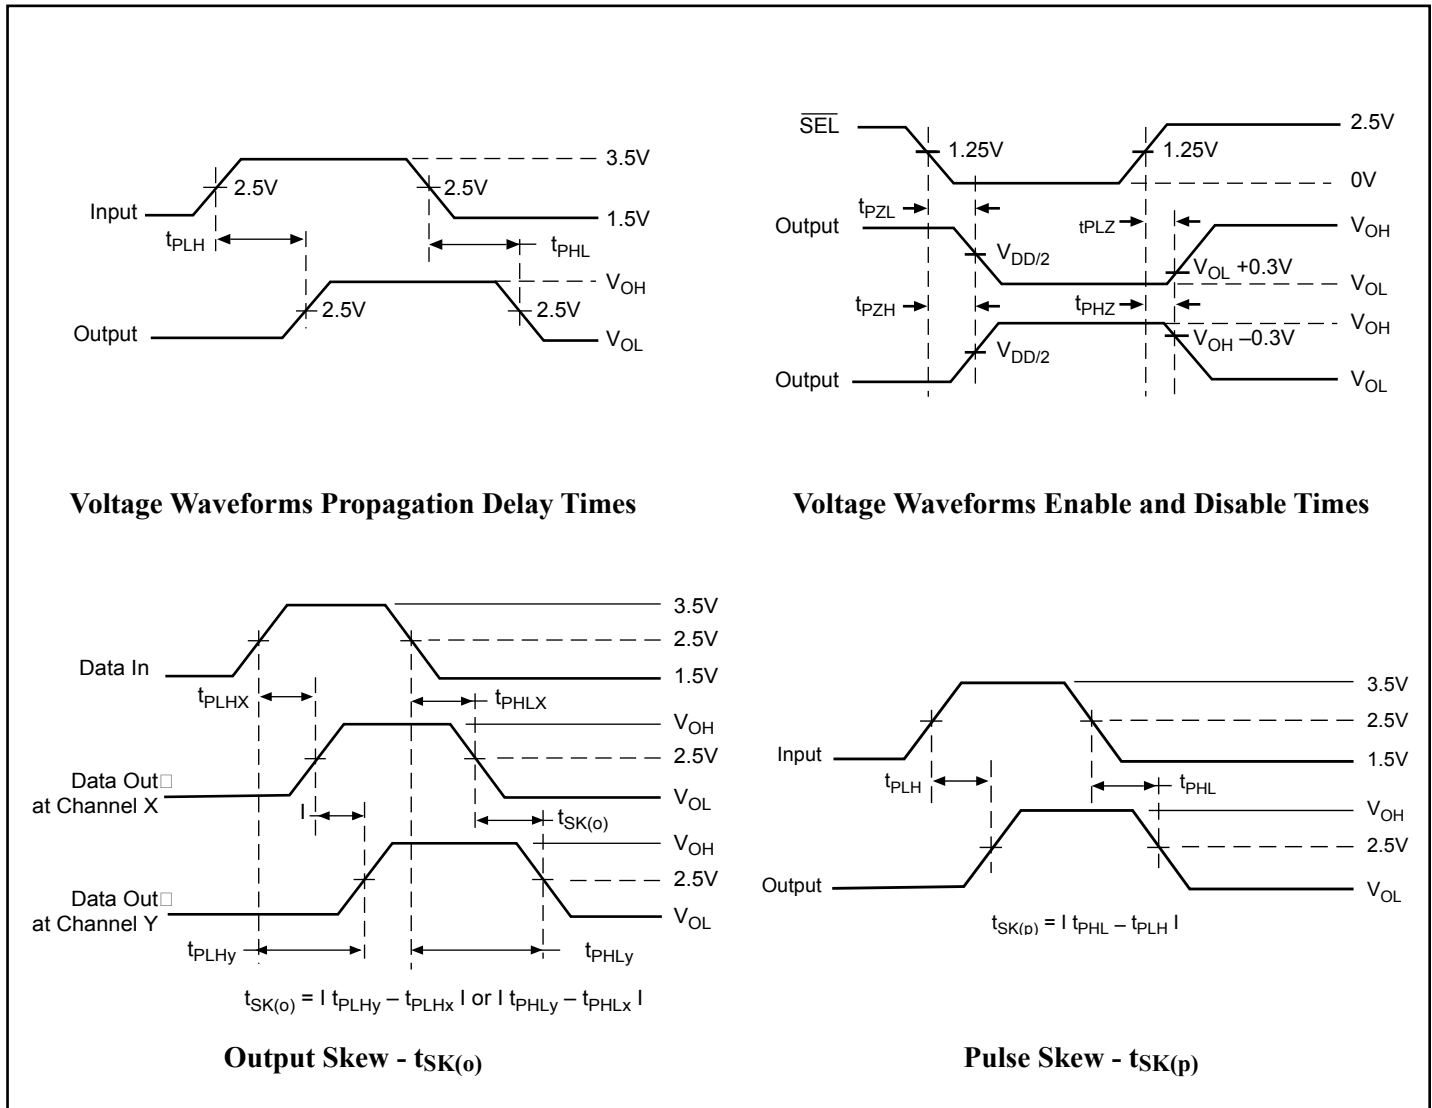 3.5V
2.5V
2.5V
Input
1.5V
tPLH
tPHL
VOH
2.5V
2.5V
Output
VOL
Voltage Waveforms Propagation Delay Times
SEL
2.5V
1.25V
1.25V
0V
tPZL
tPLZ
Output
VOH
VDD/2
VOL +0.3V
VOL
tPZH
tPHZ
VOH
VOH –0.3V
VDD/2
Output
VOL
Voltage Waveforms Enable and Disable Times
3.5V
2.5V
Data In
1.5V
tPLHX
tPHLX
VOH
2.5V
Data Out□
at Channel X
VOL
I
tSK(o)
VOH
2.5V
Data Out□
at Channel Y
VOL
tPLHy
tPHLy
tSK(o) = I tPLHy – tPLHx I or I tPHLy – tPHLx I
Output Skew - tSK(o)
3.5V
2.5V
Input
1.5V
tPLH
tPHL
VOH
2.5V
Output
VOL
tSK(p) = I tPHL – tPLH I
Pulse Skew - tSK(p)